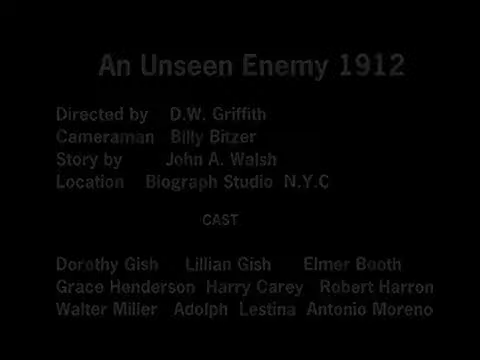 An Unseen Enemy 1912
Directed by D.W. Griffith
Cameraman Billy Bitzer
Story by John A. Walsh
Location Biograph Studio N.Y.C
CAST
Dorothy Gish Lillian Gish Elmer Booth
Grace Henderson Harry Carey Robert Harron
Walter Miller Adolph Lestina Antonio Moreno